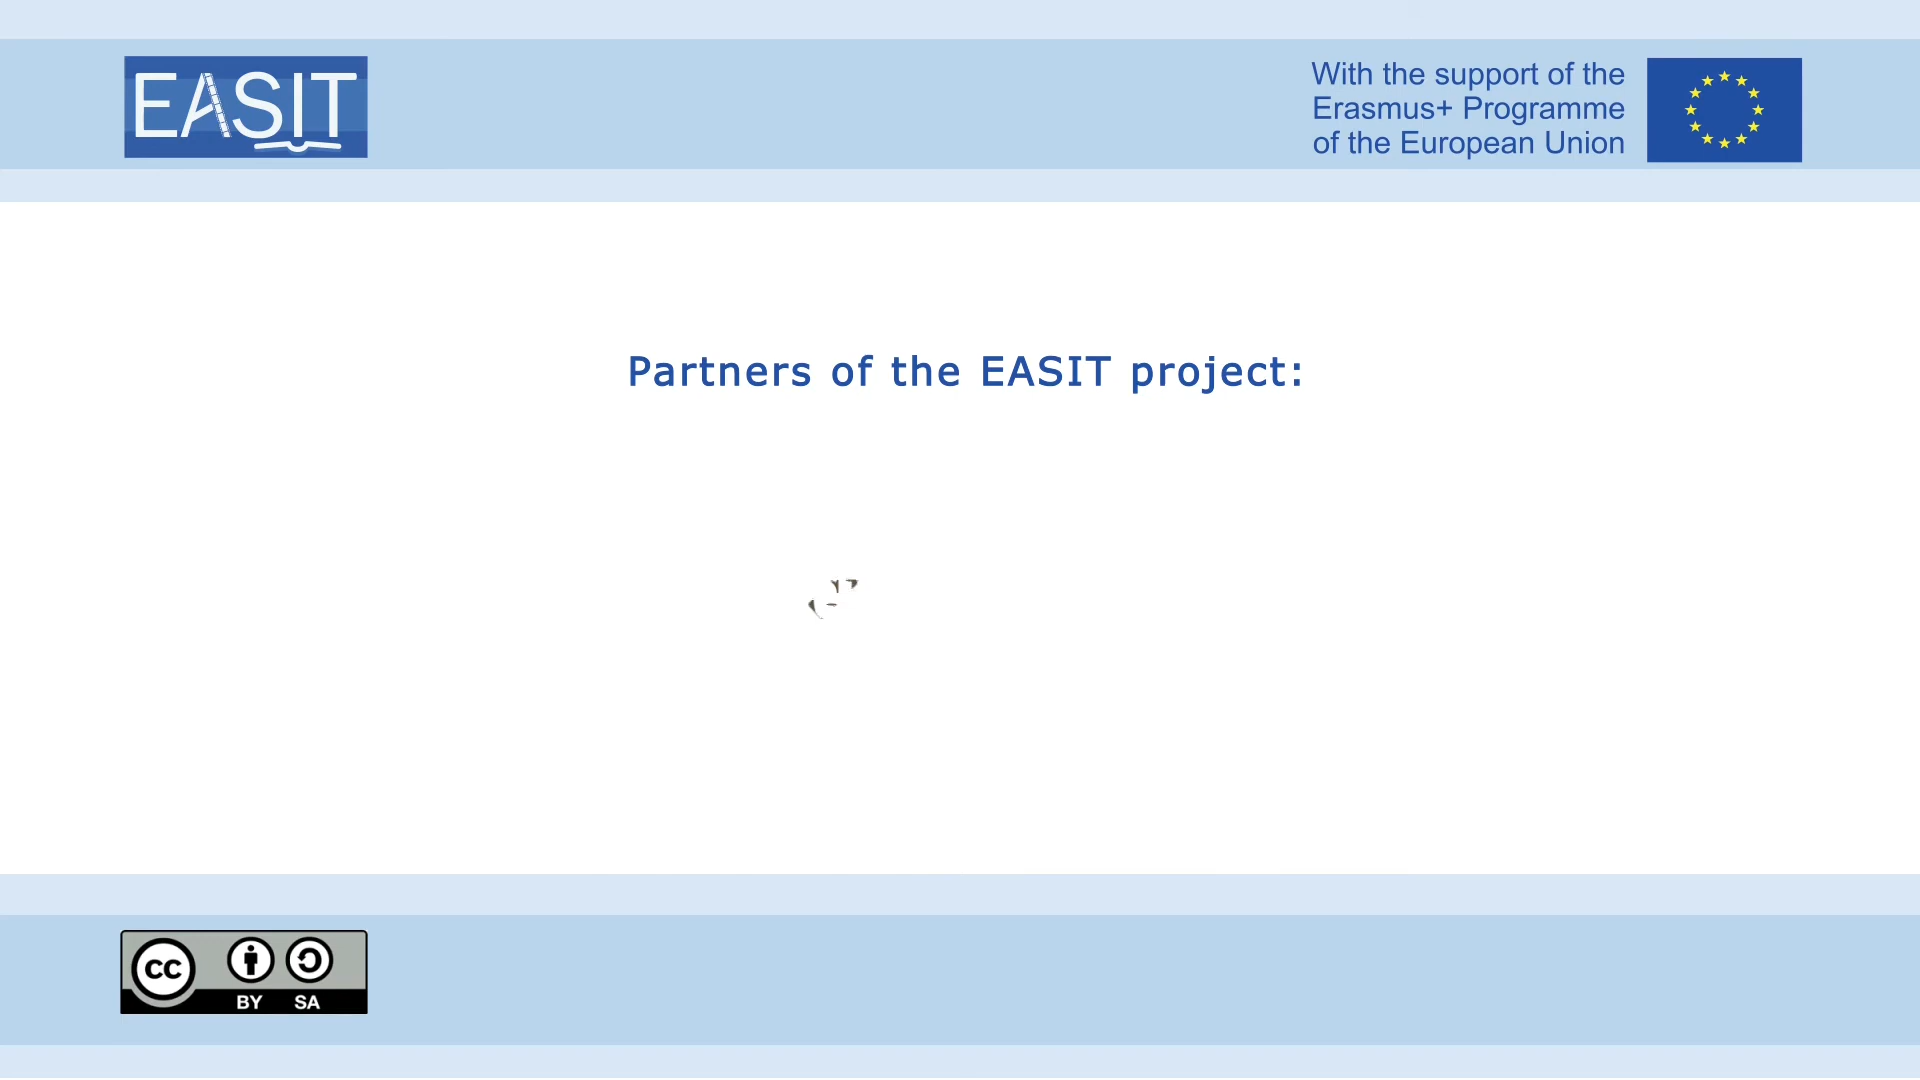 EASIT
With the support of the
Erasmus+ Programme
of the European Union
Partners of the EASIT project:
CC
BY SA